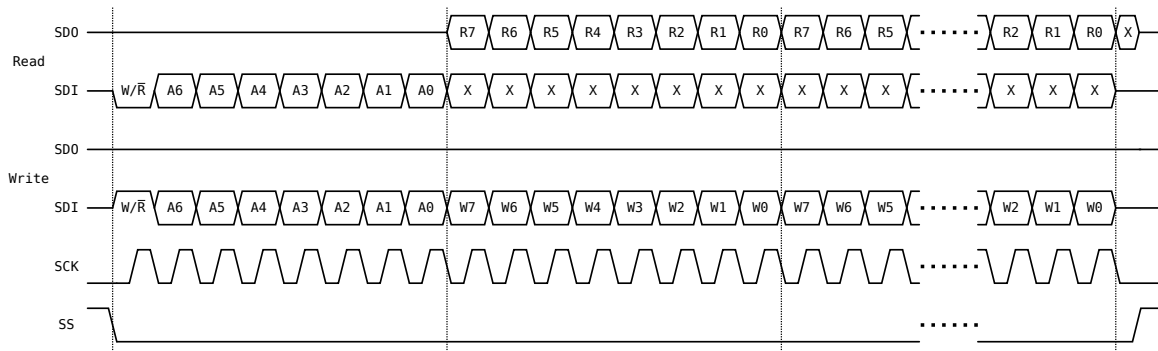 SDO R7 R6 R5 R4 R3 R2 R1 R0 R7 R6 R5 R2 R1 R0 X
Read
SDI W/R̅ A6 A5 A4 A3 A2 A1 A0 X X X X X X X X X X X X X X
SDO
Write
SDI W/R̅ A6 A5 A4 A3 A2 A1 A0 W7 W6 W5 W4 W3 W2 W1 W0 W7 W6 W5 W2 W1 W0
SCK
SS